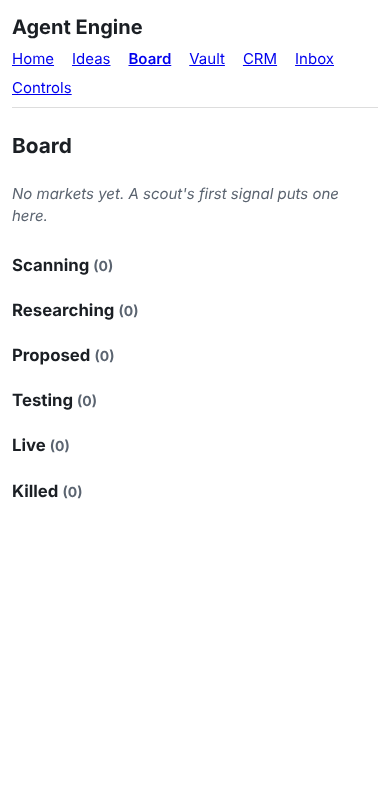 Agent Engine
Home Ideas Board Vault CRM Inbox
Controls
Board
No markets yet. A scout's first signal puts one
here.
Scanning (0)
Researching (0)
Proposed (0)
Testing (0)
Live (0)
Killed (0)